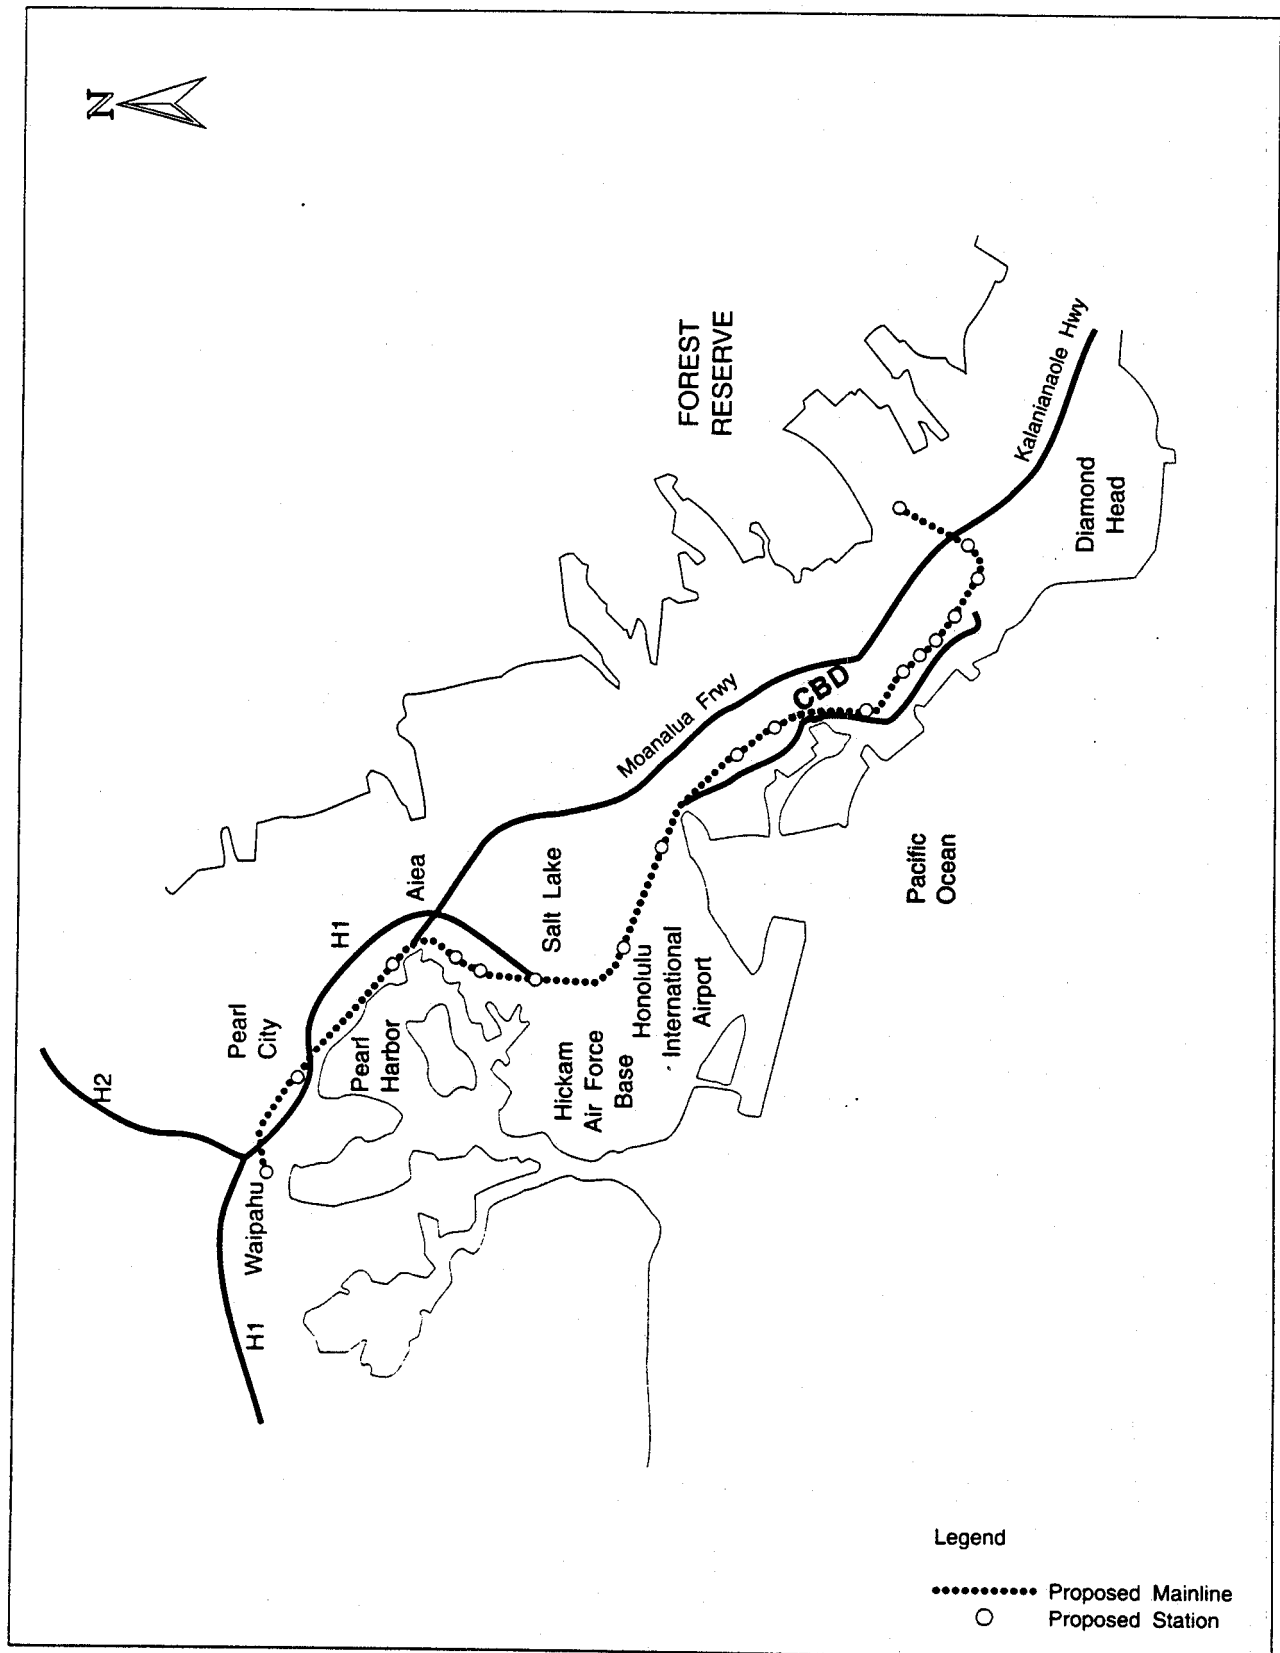 N
H2
H1
Waipahu
H1
Pearl
City
Aiea
Moanalua Frwy
FOREST
RESERVE
Pearl
Harbor
Salt Lake
CBD
Kalanianaole Hwy
Hickam
Air Force
Base
Honolulu
International
Airport
Diamond
Head
Pacific
Ocean
Legend
Proposed Mainline
Proposed Station